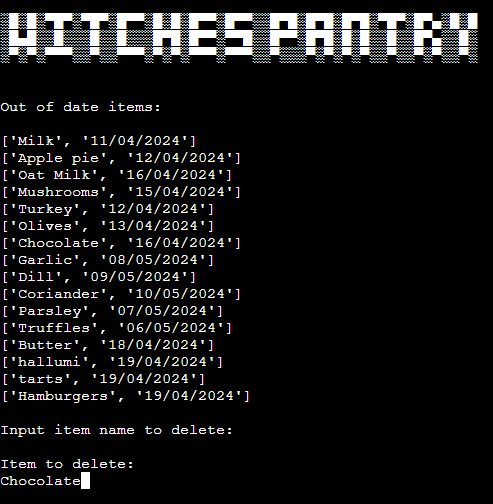 WITCHES PANTRY
Out of date items:
['Milk', '11/04/2024']
['Apple pie', '12/04/2024']
['Oat Milk', '16/04/2024']
['Mushrooms', '15/04/2024']
['Turkey', '12/04/2024']
['Olives', '13/04/2024']
['Chocolate', '16/04/2024']
['Garlic', '08/05/2024']
['Dill', '09/05/2024']
['Coriander', '10/05/2024']
['Parsley', '07/05/2024']
['Truffles', '06/05/2024']
['Butter', '18/04/2024']
['hallumi', '19/04/2024']
['tarts', '19/04/2024']
['Hamburgers', '19/04/2024']
Input item name to delete:
Item to delete:
Chocolate